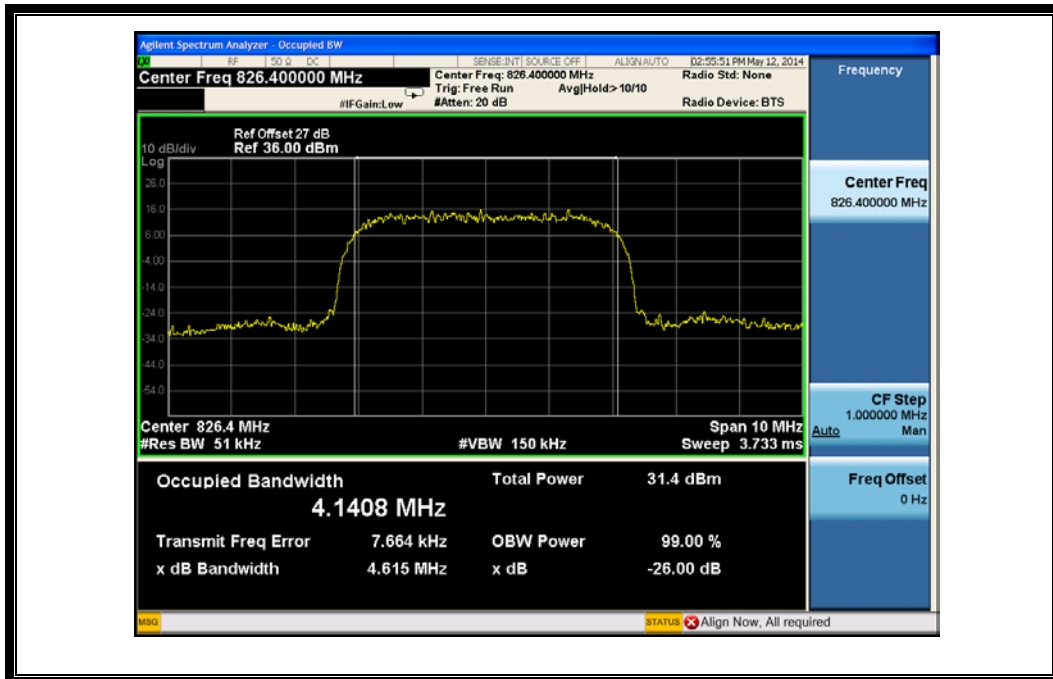 Agilent Spectrum Analyzer - Occupied BW
RF 50 Ω DC SENSE:INT SOURCE OFF ALIGN AUTO 02:55:51 PM May 12, 2014
Center Freq 826.400000 MHz
Center Freq: 826.400000 MHz
Radio Std: None
Trig: Free Run Avg|Hold:> 10/10
#IFGain:Low
#Atten: 20 dB
Radio Device: BTS
Ref Offset 27 dB
10 dB/div Ref 36.00 dBm
Log
26.0
16.0
6.00
-4.00
-14.0
-24.0
-34.0
-44.0
-54.0
Center 826.4 MHz Span 10 MHz
#Res BW 51 kHz #VBW 150 kHz Sweep 3.733 ms
Occupied Bandwidth
4.1408 MHz
Total Power 31.4 dBm
Transmit Freq Error 7.664 kHz OBW Power 99.00 %
x dB Bandwidth 4.615 MHz x dB -26.00 dB
Frequency
Center Freq
826.400000 MHz
CF Step
1.000000 MHz
Auto Man
Freq Offset
0 Hz
MSG STATUS Align Now, All required